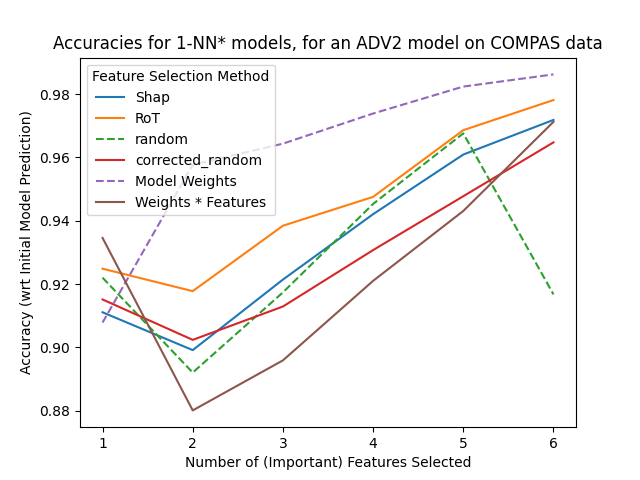 Accuracies for 1-NN* models, for an ADV2 model on COMPAS data
Feature Selection Method
Shap
RoT
random
corrected_random
Model Weights
Weights * Features
Accuracy (wrt Initial Model Prediction)
0.98
0.96
0.94
0.92
0.90
0.88
1 2 3 4 5 6
Number of (Important) Features Selected